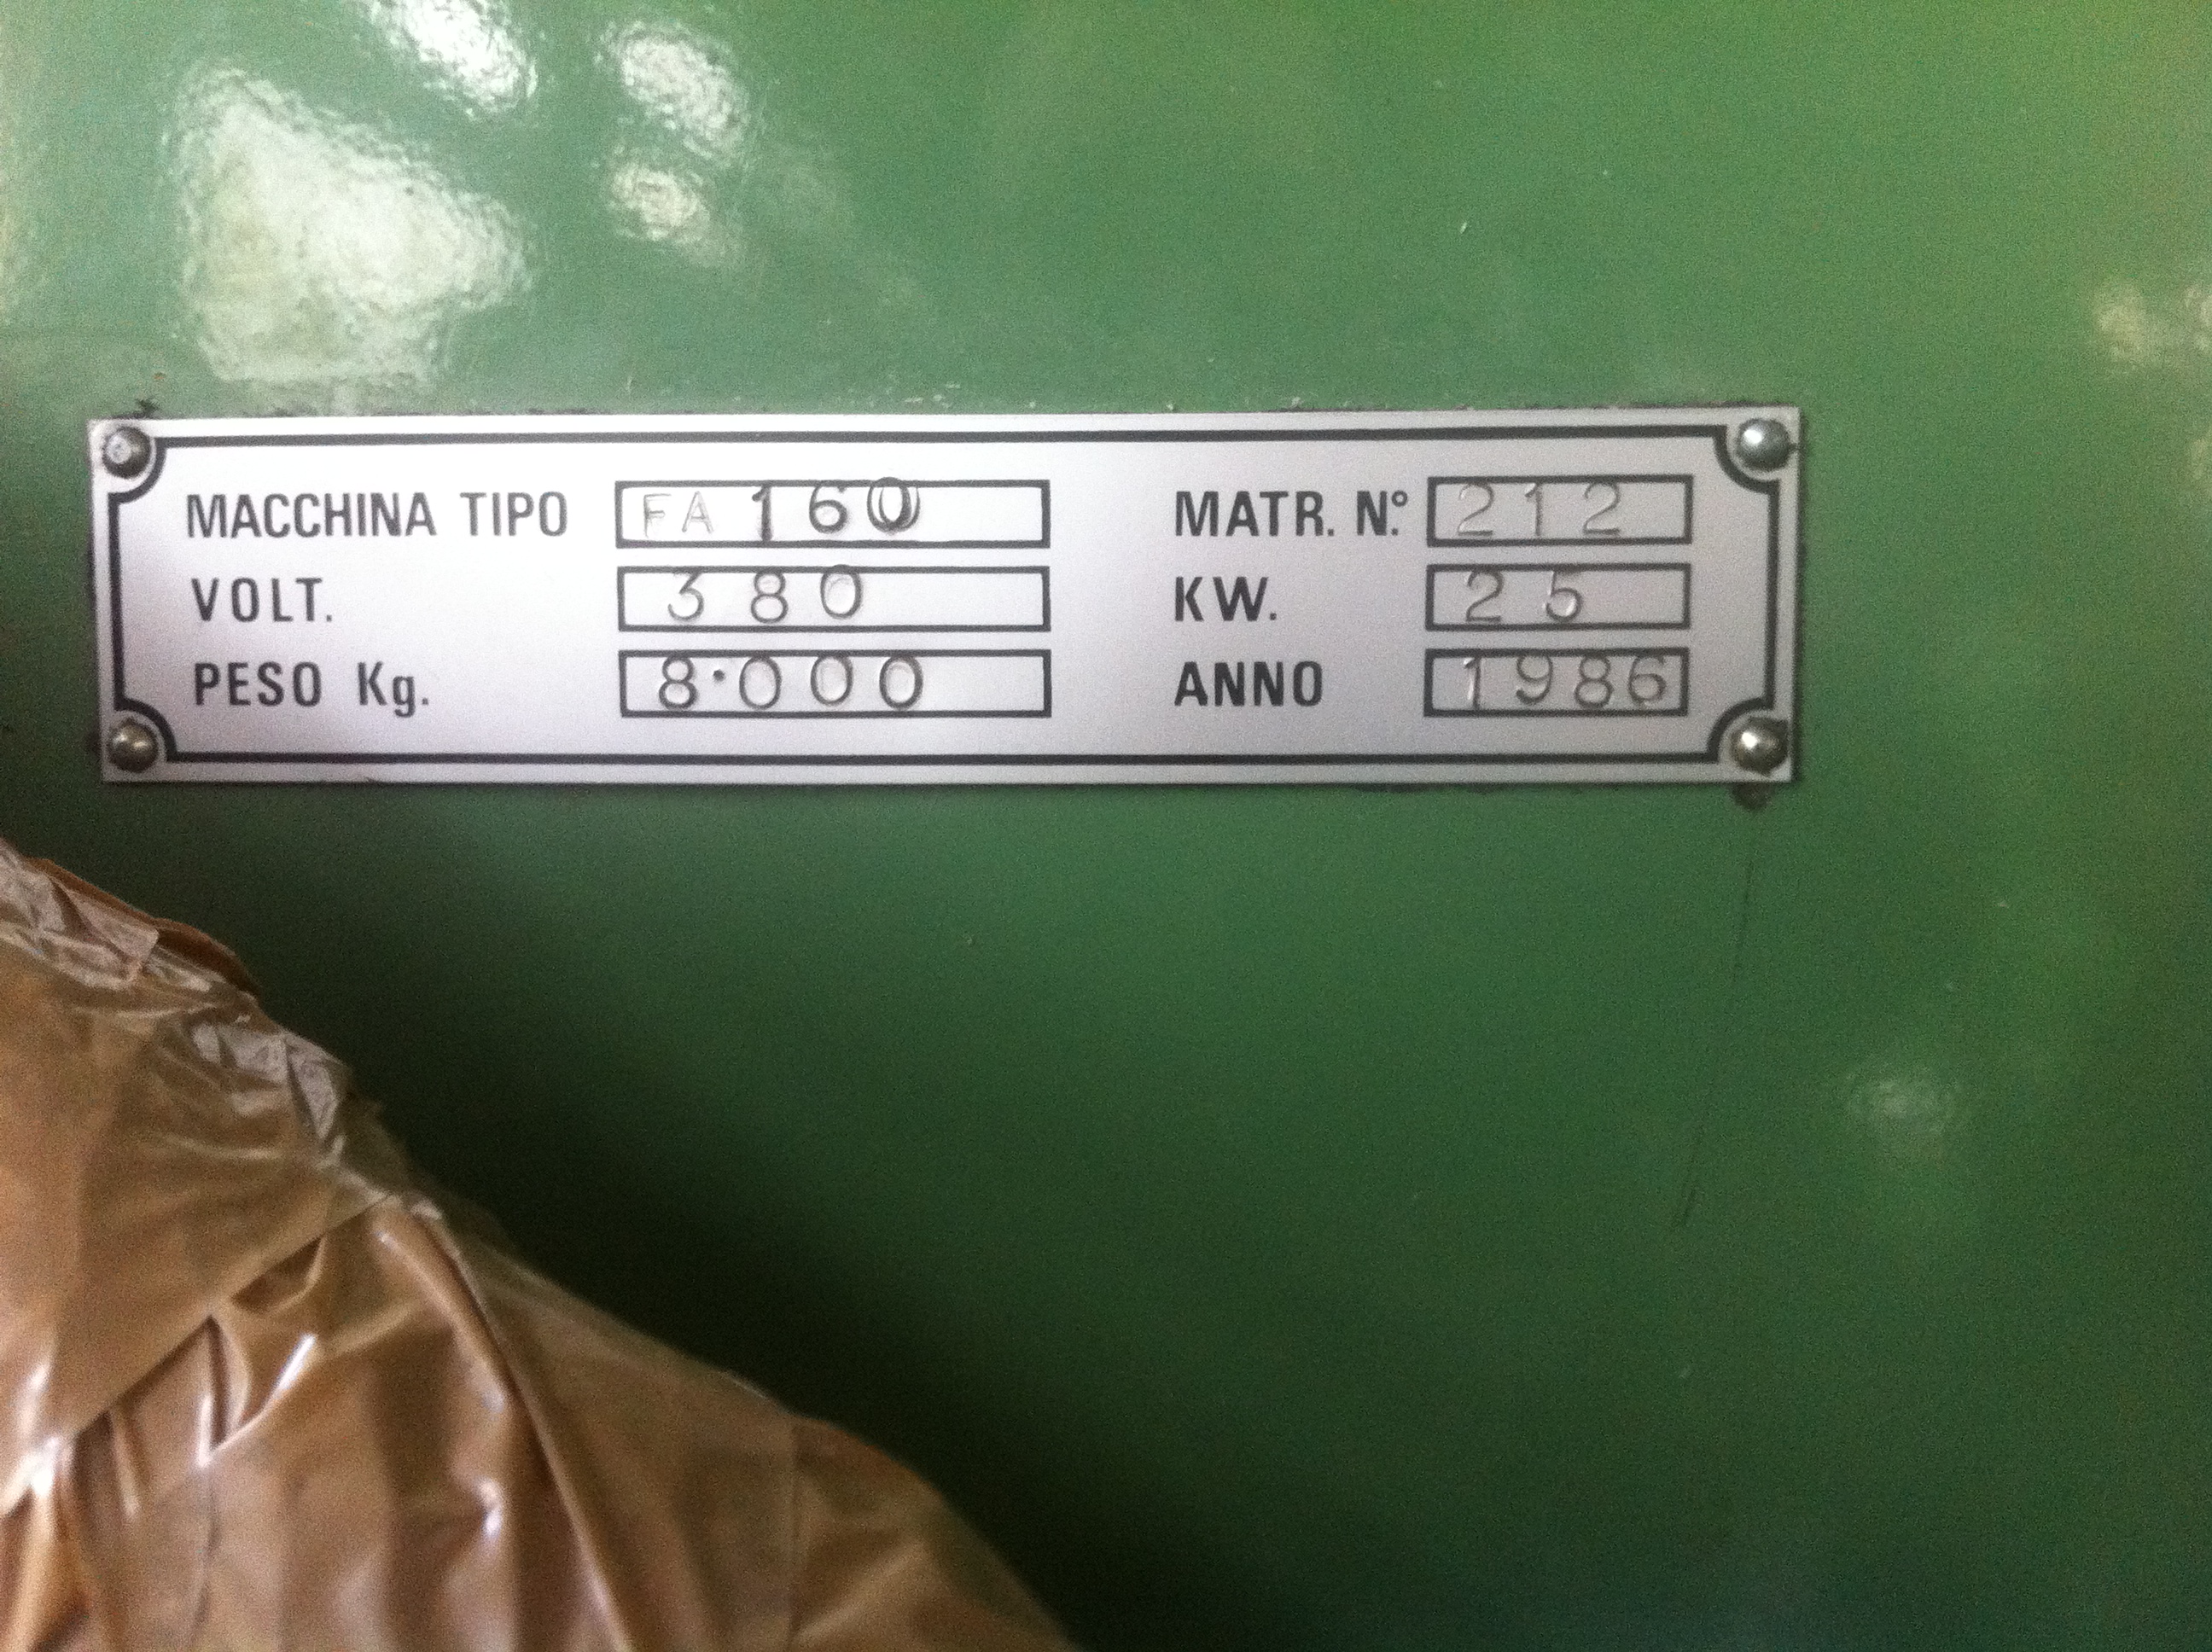 MACCHINA TIPO FA 160 MATR. N.° 212
VOLT. 380 KW. 25
PESO Kg. 8.000 ANNO 1986